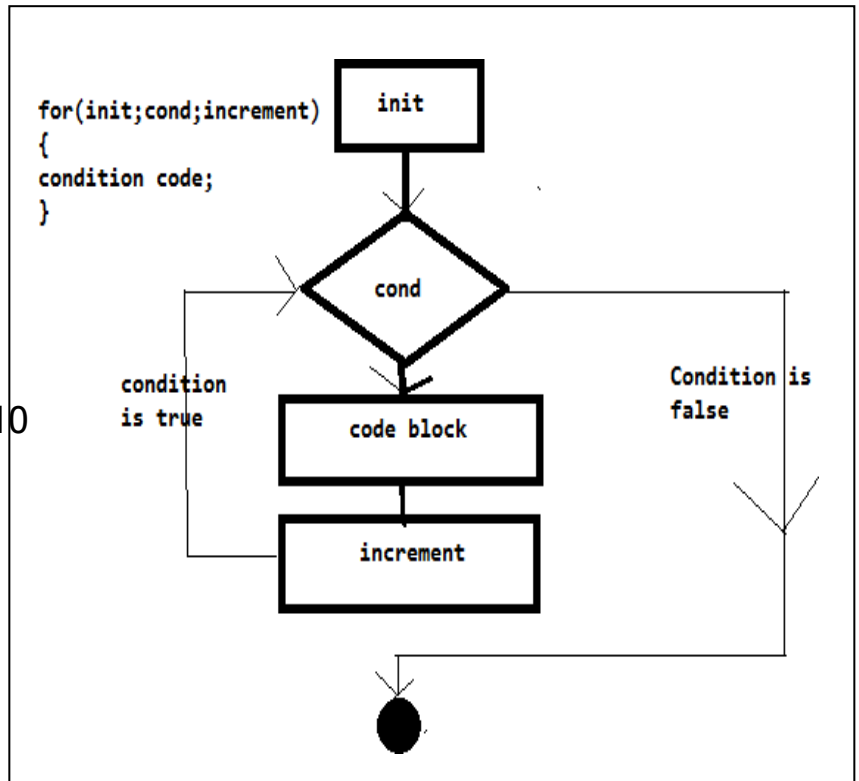 for(init;cond;increment)
{
condition code;
}
init
cond
condition
is true
Condition is
false
code block
increment